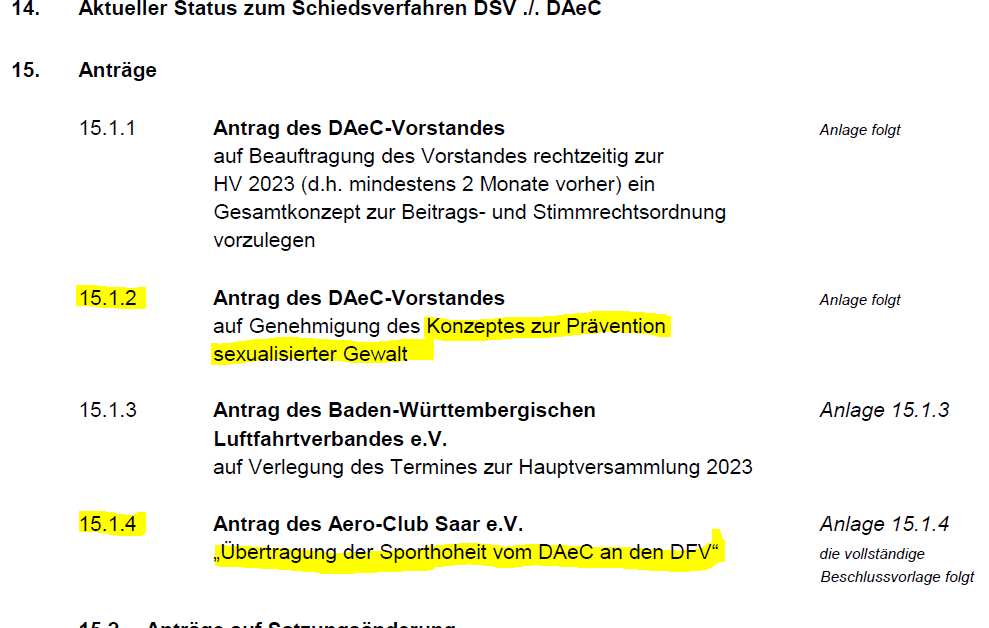 14. Aktueller Status zum Schiedsverfahren DSV ./. DAeC
15. Anträge
15.1.1 Antrag des DAeC-Vorstandes Anlage folgt
auf Beauftragung des Vorstandes rechtzeitig zur
HV 2023 (d.h. mindestens 2 Monate vorher) ein
Gesamtkonzept zur Beitrags- und Stimmrechtsordnung
vorzulegen
15.1.2 Antrag des DAeC-Vorstandes Anlage folgt
auf Genehmigung des Konzeptes zur Prävention
sexualisierter Gewalt
15.1.3 Antrag des Baden-Württembergischen Anlage 15.1.3
Luftfahrtverbandes e.V.
auf Verlegung des Termines zur Hauptversammlung 2023
15.1.4 Antrag des Aero-Club Saar e.V. Anlage 15.1.4
„Übertragung der Sporthoheit vom DAeC an den DFV“ die vollständige
Beschlussvorlage folgt
15.2 Anträge auf Satzungsänderung